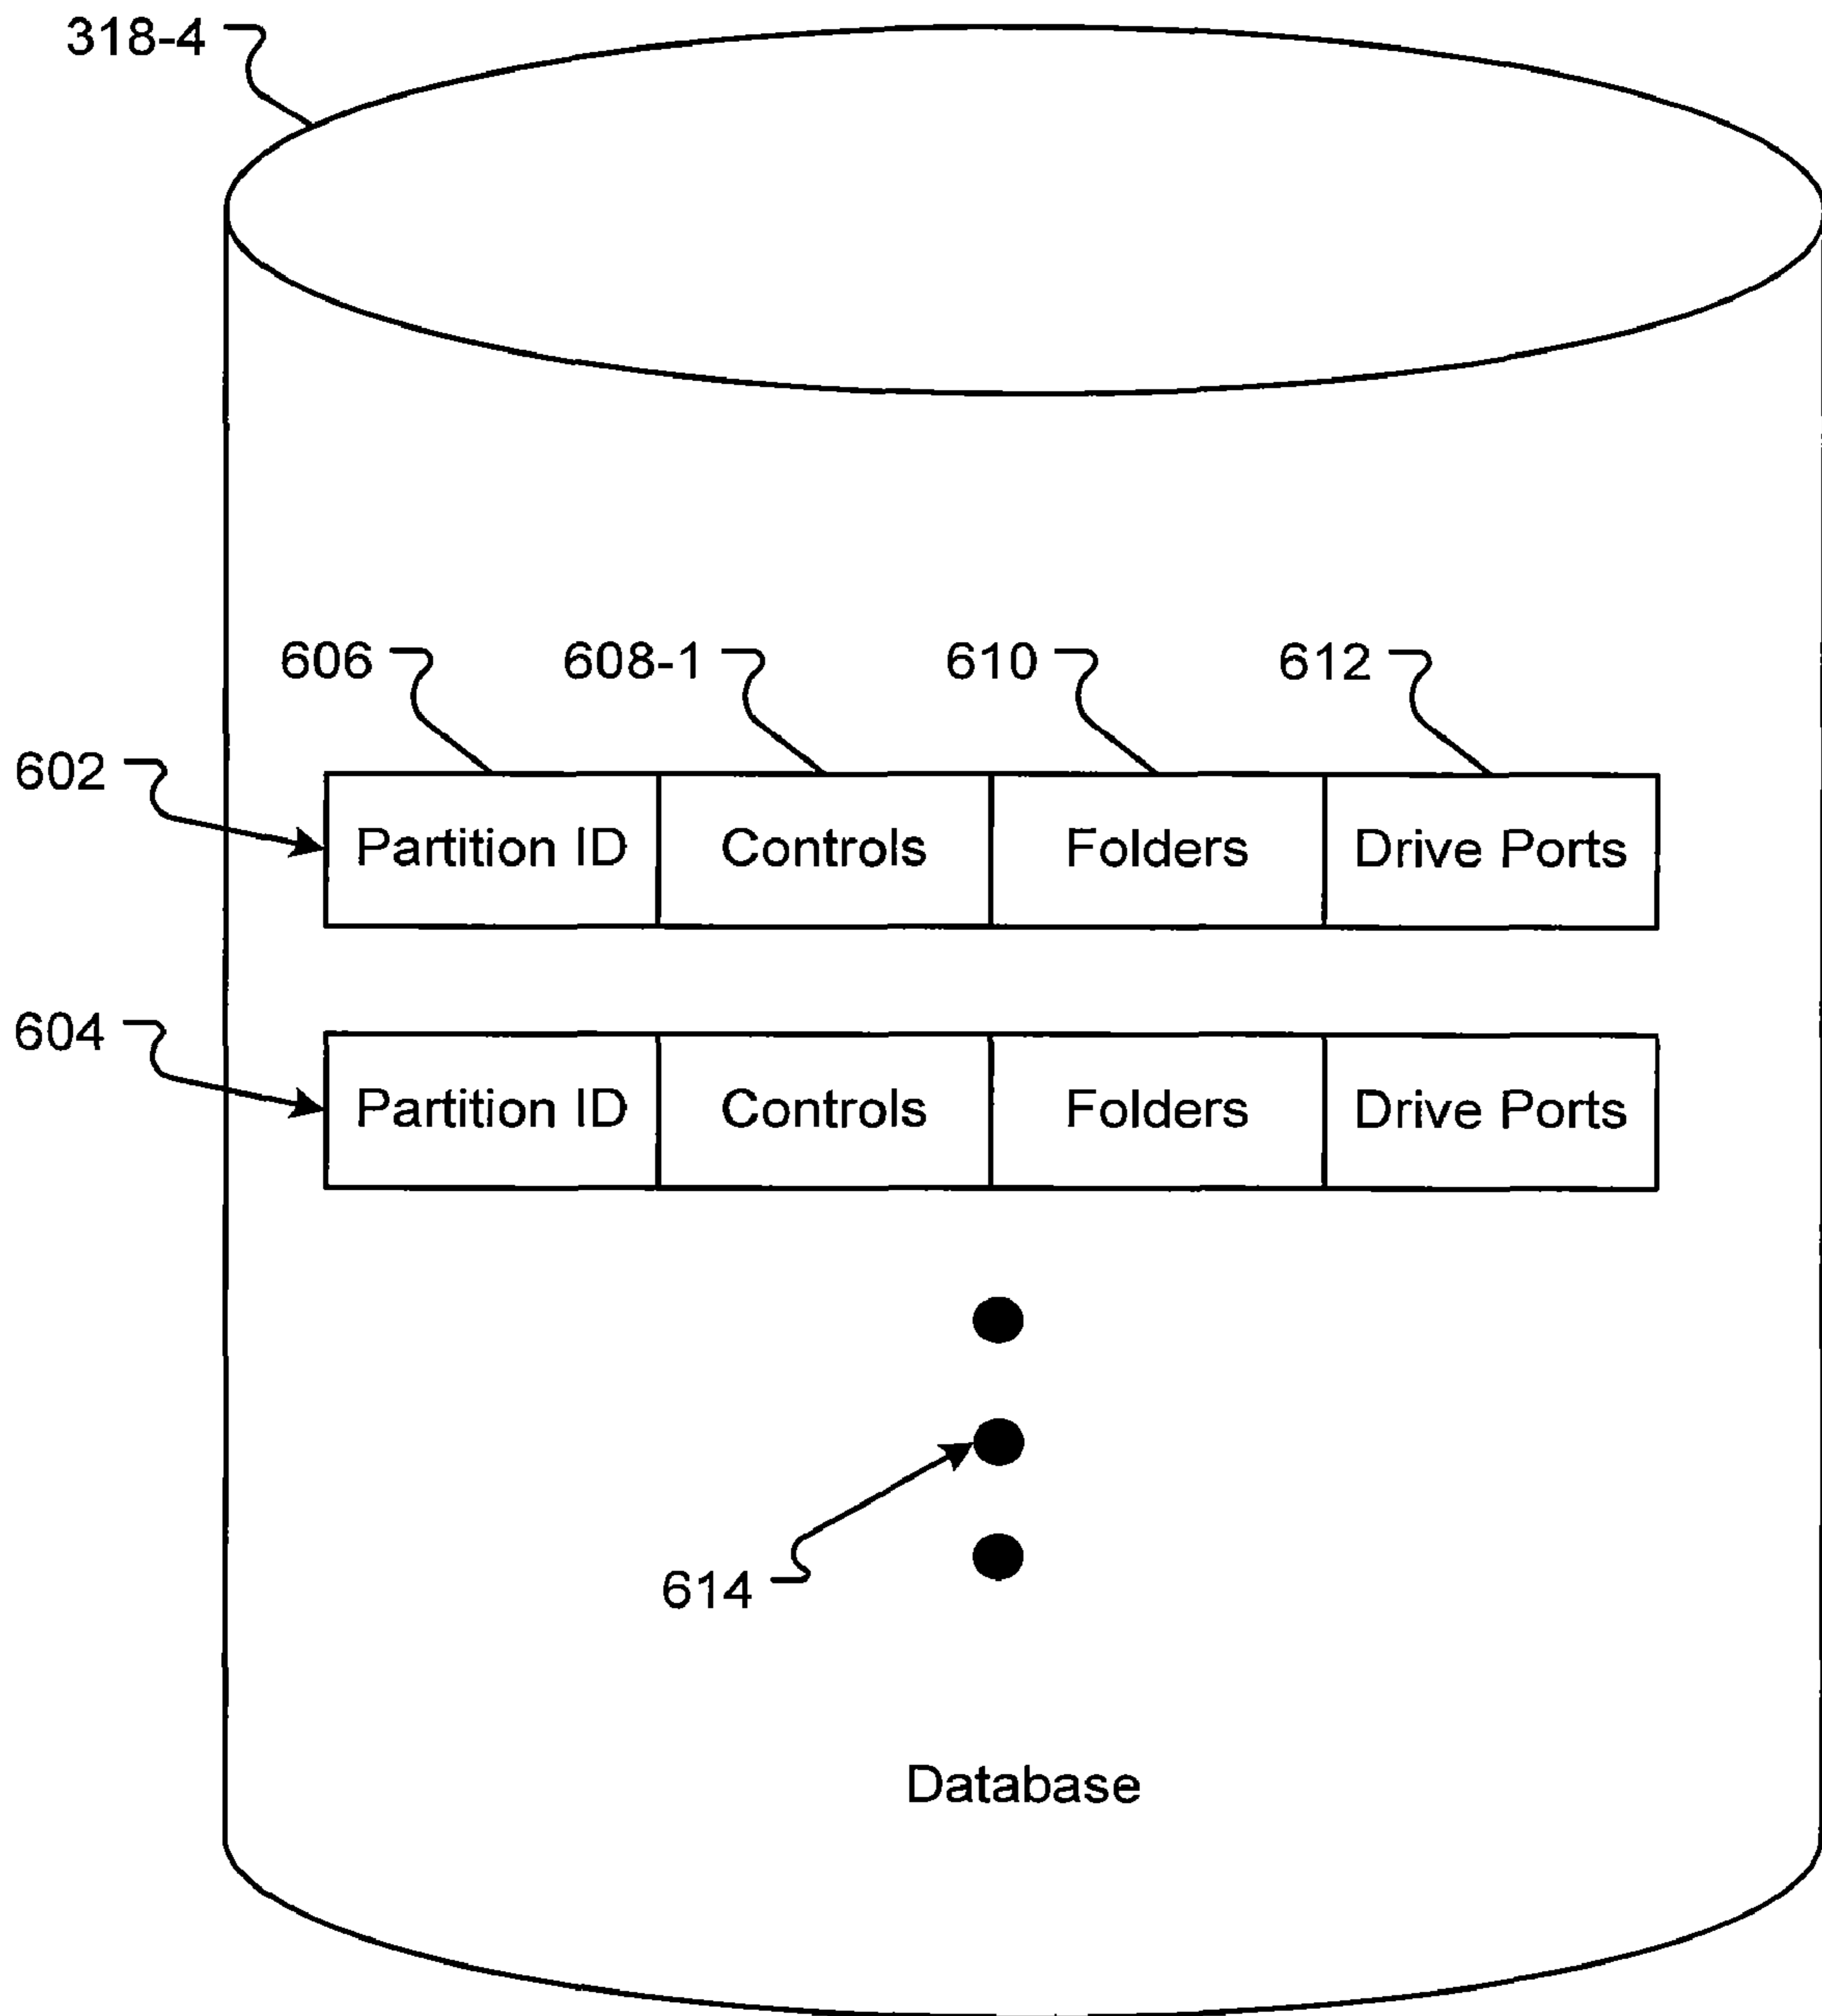 318-4
606 608-1 610 612
602
Partition ID Controls Folders Drive Ports
604
Partition ID Controls Folders Drive Ports
614
Database